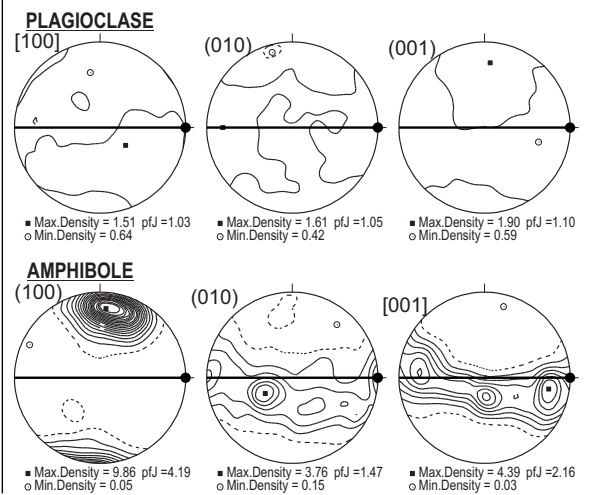 PLAGIOCLASE
[100] (010) (001)
■ Max.Density = 1.51 pfJ =1.03 ■ Max.Density = 1.61 pfJ =1.05 ■ Max.Density = 1.90 pfJ =1.10
⊙ Min.Density = 0.64 ⊙ Min.Density = 0.42 ⊙ Min.Density = 0.59
AMPHIBOLE
(100) (010) [001]
■ Max.Density = 9.86 pfJ =4.19 ■ Max.Density = 3.76 pfJ =1.47 ■ Max.Density = 4.39 pfJ =2.16
⊙ Min.Density = 0.05 ⊙ Min.Density = 0.15 ⊙ Min.Density = 0.03